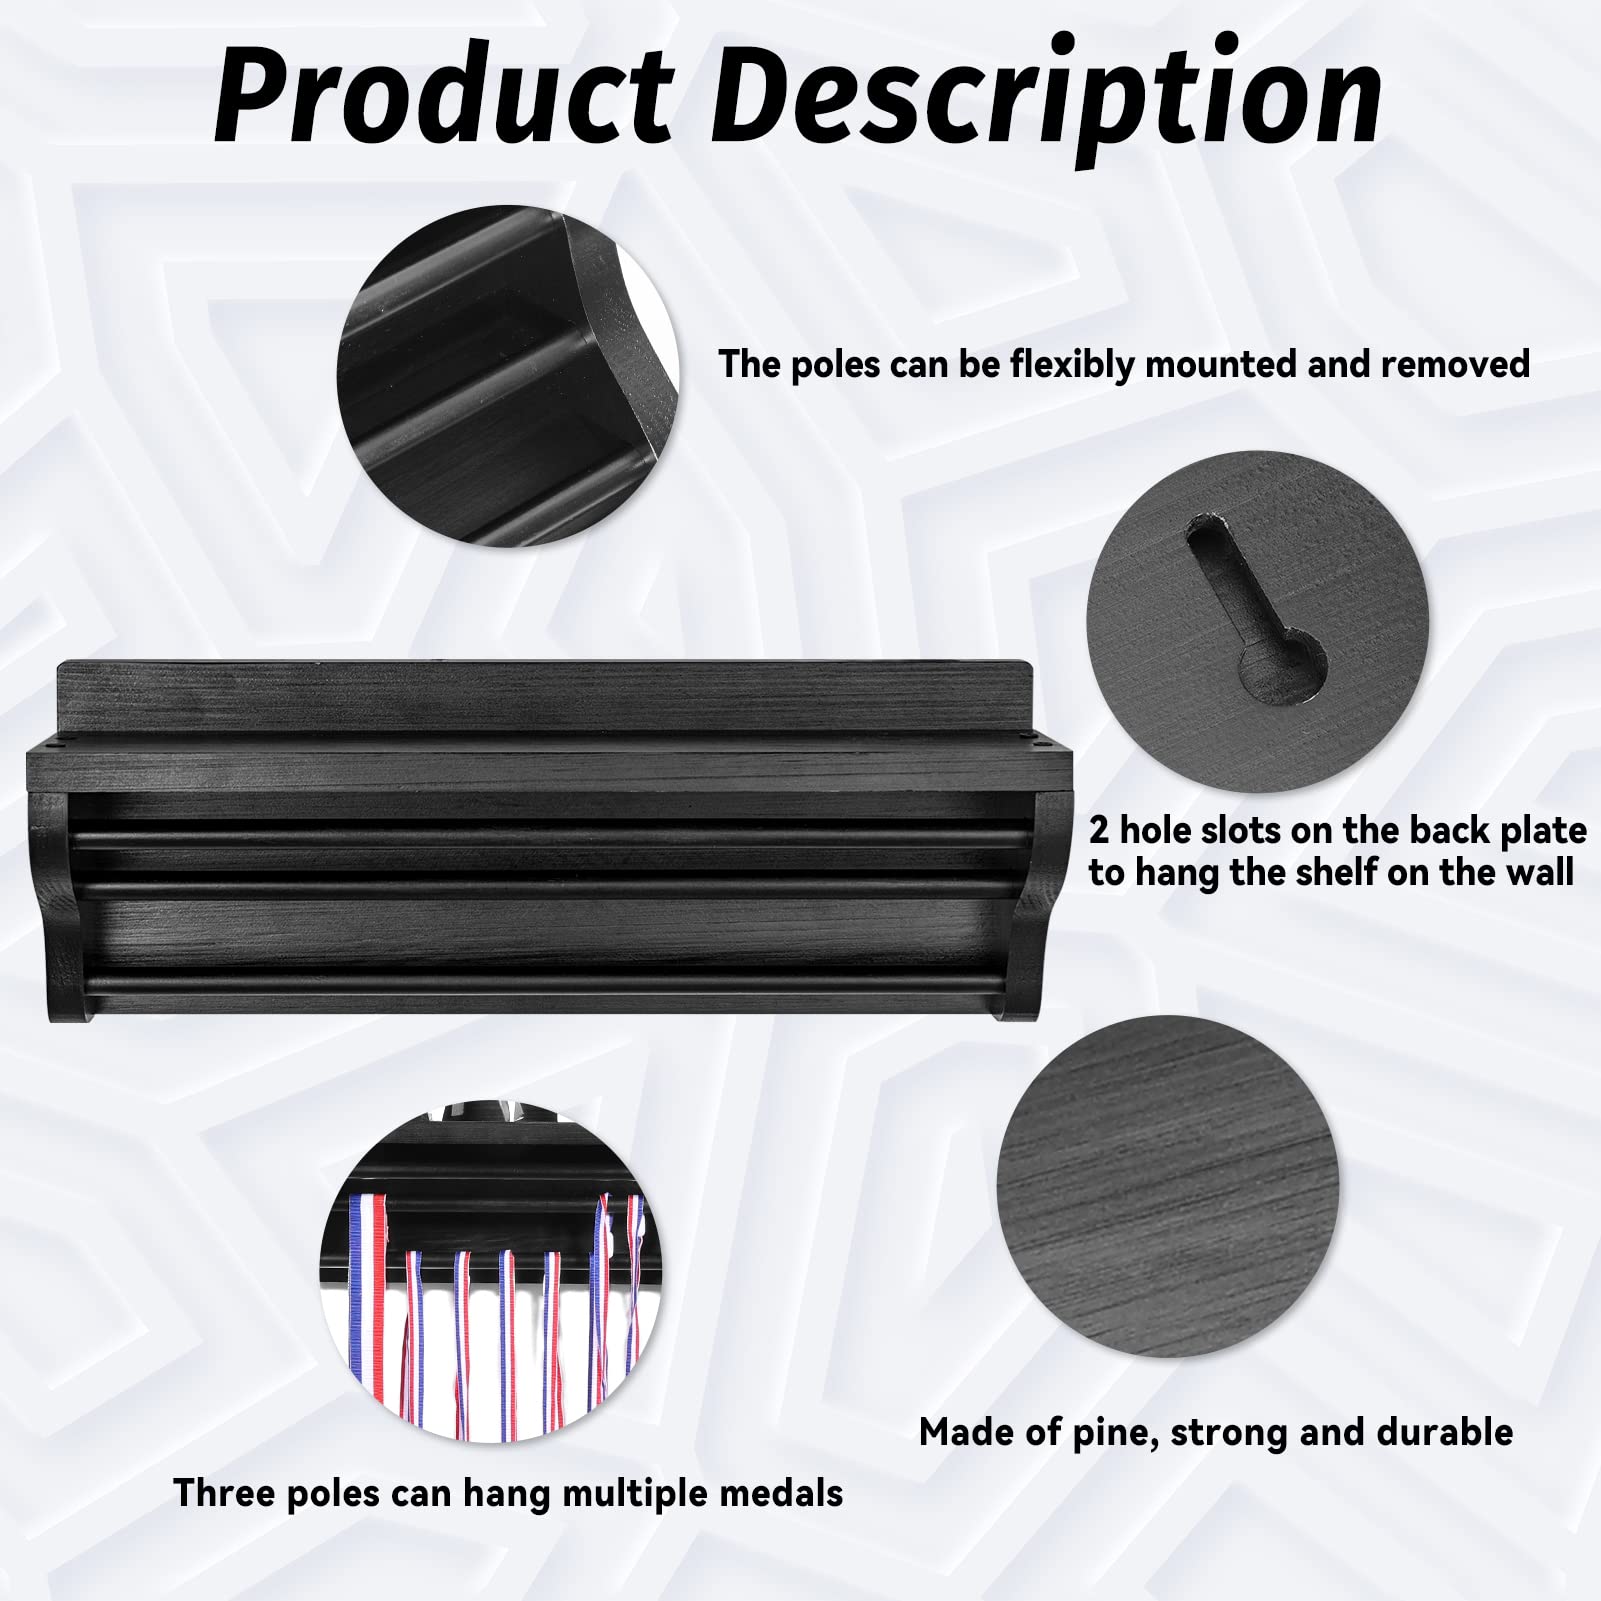 Product Description
The poles can be flexibly mounted and removed
2 hole slots on the back plate
to hang the shelf on the wall
Made of pine, strong and durable
Three poles can hang multiple medals